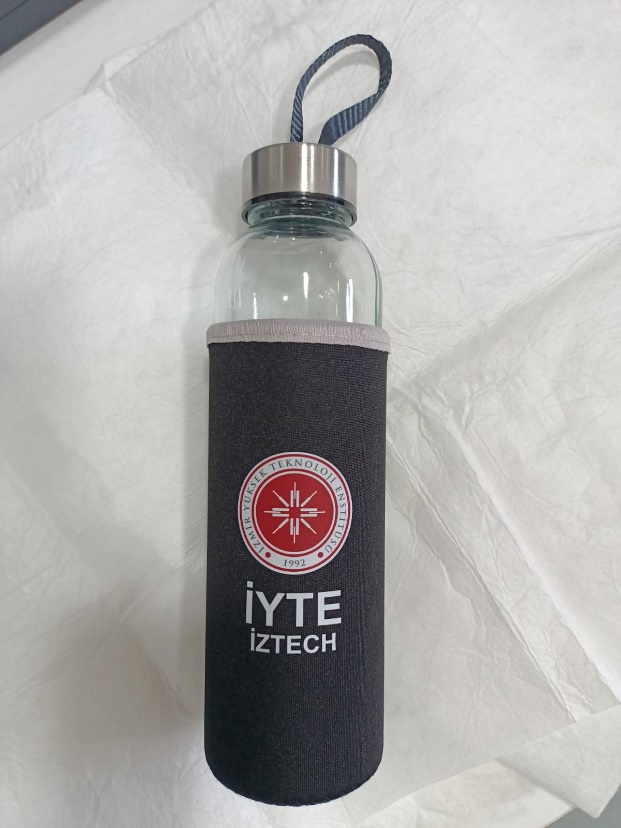 İZMİR YÜKSEK TEKNOLOJİ ENSTİTÜSÜ
1992
İYTE
İZTECH